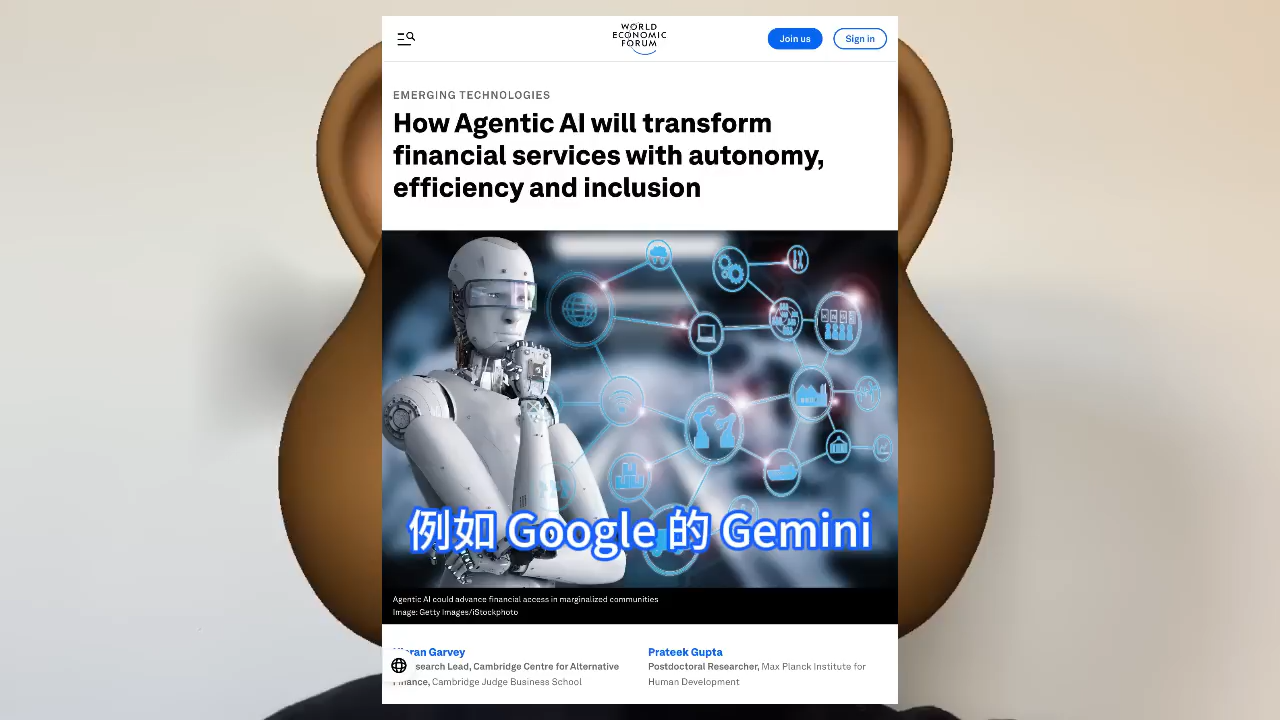 WORLD
ECONOMIC
FORUM
Join us
Sign in
EMERGING TECHNOLOGIES
How Agentic AI will transform
financial services with autonomy,
efficiency and inclusion
例如 Google 的 Gemini
Agentic AI could advance financial access in marginalized communities
Image: Getty Images/iStockphoto
Garvey
search Lead, Cambridge Centre for Alternative
Finance, Cambridge Judge Business School
Prateek Gupta
Postdoctoral Researcher, Max Planck Institute for
Human Development